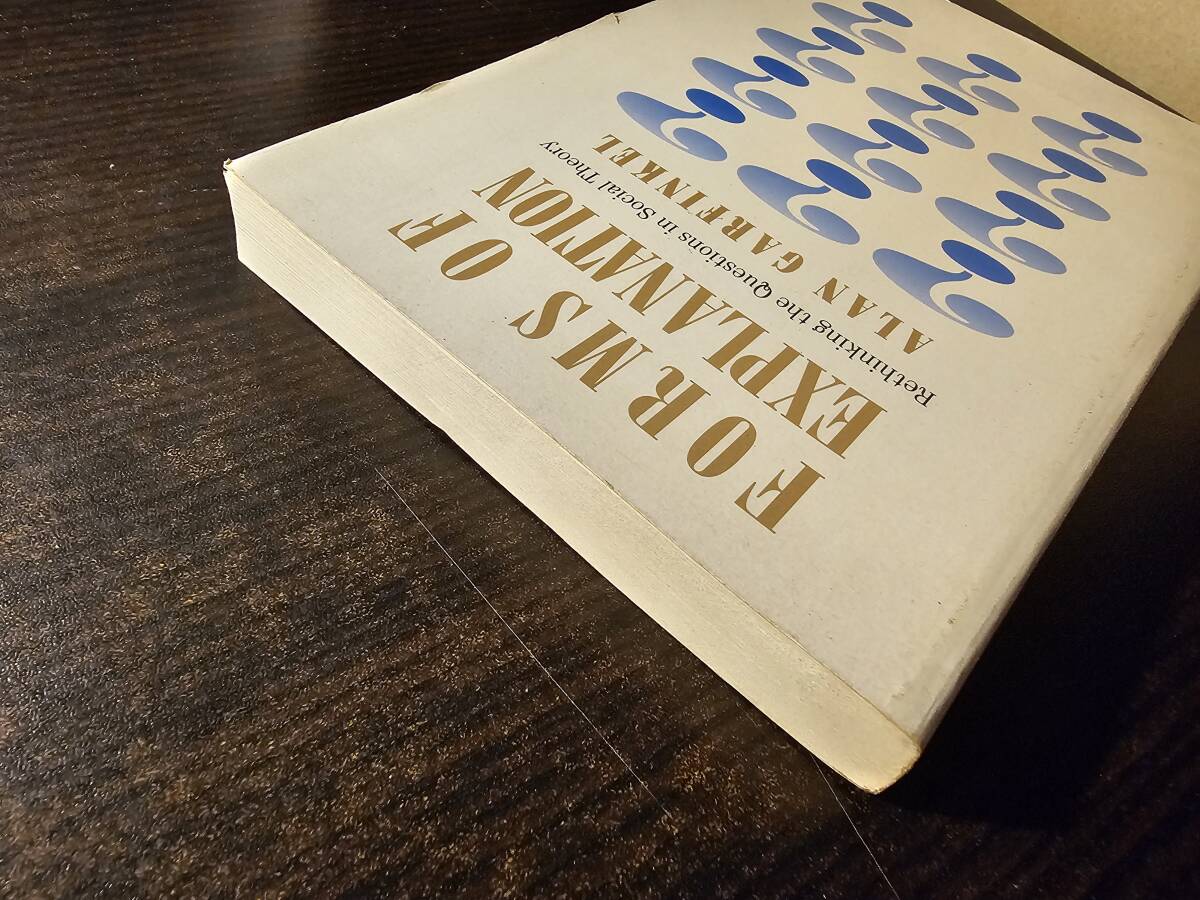 FORMS OF
EXPLANATION
Rethinking the Questions in Social Theory
ALAN GARFINKEL